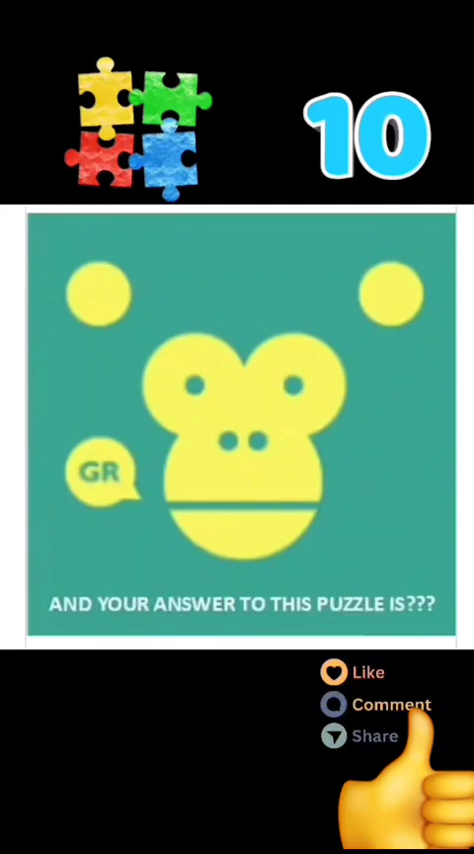 10
GR
AND YOUR ANSWER TO THIS PUZZLE IS???
Like
Comment
Share